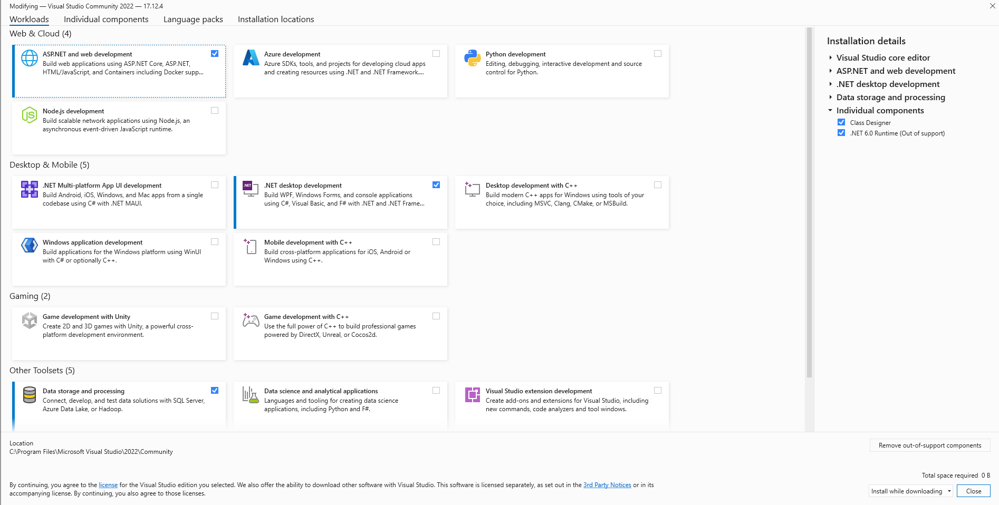 Modifying — Visual Studio Community 2022 — 17.12.4
Workloads
Individual components
Language packs
Installation locations
Web & Cloud (4)
ASP.NET and web development
Build web applications using ASP.NET Core, ASP.NET,
HTML/JavaScript, and Containers including Docker supp...
Azure development
Azure SDKs, tools, and projects for developing cloud apps
and creating resources using .NET and .NET Framework....
Python development
Editing, debugging, interactive development and source
control for Python.
Node.js development
Build scalable network applications using Node.js, an
asynchronous event-driven JavaScript runtime.
Desktop & Mobile (5)
.NET Multi-platform App UI development
Build Android, iOS, Windows, and Mac apps from a single
codebase using C# with .NET MAUI.
.NET
.NET desktop development
Build WPF, Windows Forms, and console applications
using C#, Visual Basic, and F# with .NET and .NET Frame...
Desktop development with C++
Build modern C++ apps for Windows using tools of your
choice, including MSVC, Clang, CMake, or MSBuild.
Windows application development
Build applications for the Windows platform using WinUI
with C# or optionally C++.
Mobile development with C++
Build cross-platform applications for iOS, Android or
Windows using C++.
Gaming (2)
Game development with Unity
Create 2D and 3D games with Unity, a powerful cross-
platform development environment.
Game development with C++
Use the full power of C++ to build professional games
powered by DirectX, Unreal, or Cocos2d.
Other Toolsets (5)
Data storage and processing
Connect, develop, and test data solutions with SQL Server,
Azure Data Lake, or Hadoop.
Data science and analytical applications
Languages and tooling for creating data science
applications, including Python and F#.
Visual Studio extension development
Create add-ons and extensions for Visual Studio, including
new commands, code analyzers and tool windows.
Installation details
Visual Studio core editor
ASP.NET and web development
.NET desktop development
Data storage and processing
Individual components
Class Designer
.NET 6.0 Runtime (Out of support)
Location
C:\Program Files\Microsoft Visual Studio\2022\Community
Remove out-of-support components
Total space required 0 B
By continuing, you agree to the license for the Visual Studio edition you selected. We also offer the ability to download other software with Visual Studio. This software is licensed separately, as set out in the 3rd Party Notices or in its
accompanying license. By continuing, you also agree to those licenses.
Install while downloading
Close